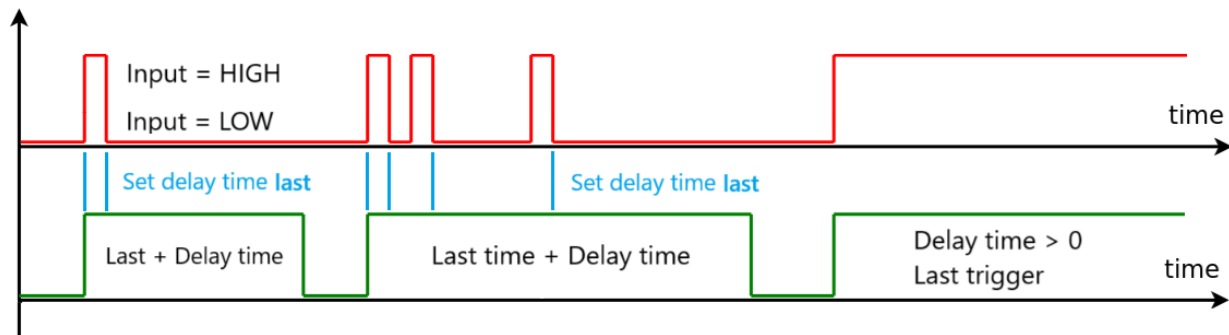 Input = HIGH
Input = LOW
time
Set delay time last
Set delay time last
Last + Delay time
Last time + Delay time
Delay time > 0
Last trigger
time